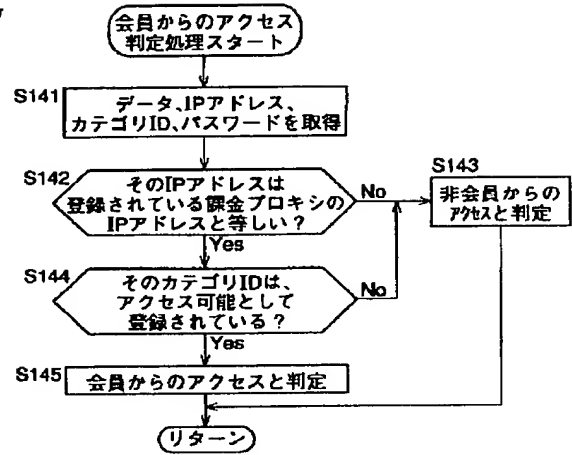 会員からのアクセス
判定処理スタート
S141
データ、IPアドレス、
カテゴリID、パスワードを取得
S142
そのIPアドレスは
登録されている課金プロキシの
IPアドレスと等しい？
No
S143
非会員からの
アクセスと判定
Yes
S144
そのカテゴリIDは、
アクセス可能として
登録されている？
No
Yes
S145
会員からのアクセスと判定
リターン